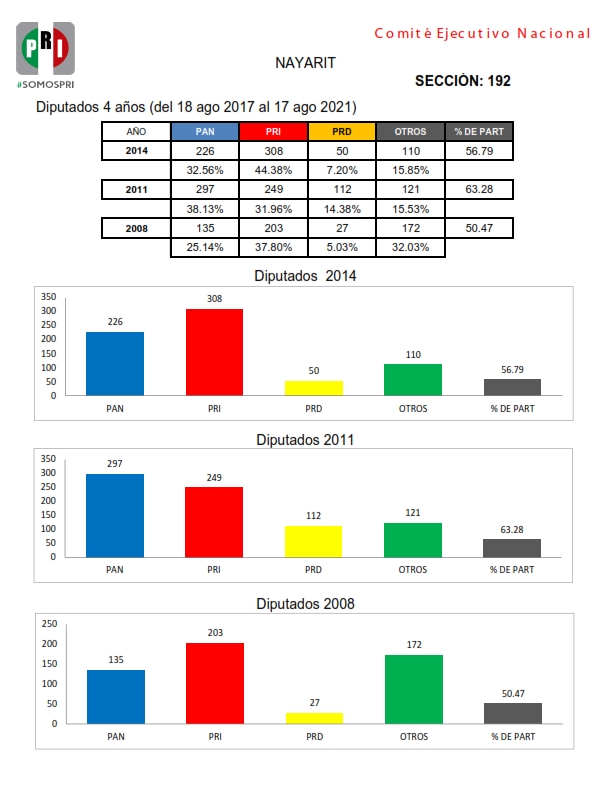 Comité Ejecutivo Nacional
PRI
#SOMOSPRI
NAYARIT
SECCIÓN: 192
Diputados 4 años (del 18 ago 2017 al 17 ago 2021)
AÑO PAN PRI PRD OTROS % DE PART
2014 226 308 50 110 56.79
32.56% 44.38% 7.20% 15.85%
2011 297 249 112 121 63.28
38.13% 31.96% 14.38% 15.53%
2008 135 203 27 172 50.47
25.14% 37.80% 5.03% 32.03%
Diputados 2014
350
300
250
200
150
100
50
0
226 308 50 110 56.79
PAN PRI PRD OTROS % DE PART
Diputados 2011
350
300
250
200
150
100
50
0
297 249 112 121 63.28
PAN PRI PRD OTROS % DE PART
Diputados 2008
250
200
150
100
50
0
135 203 27 172 50.47
PAN PRI PRD OTROS % DE PART